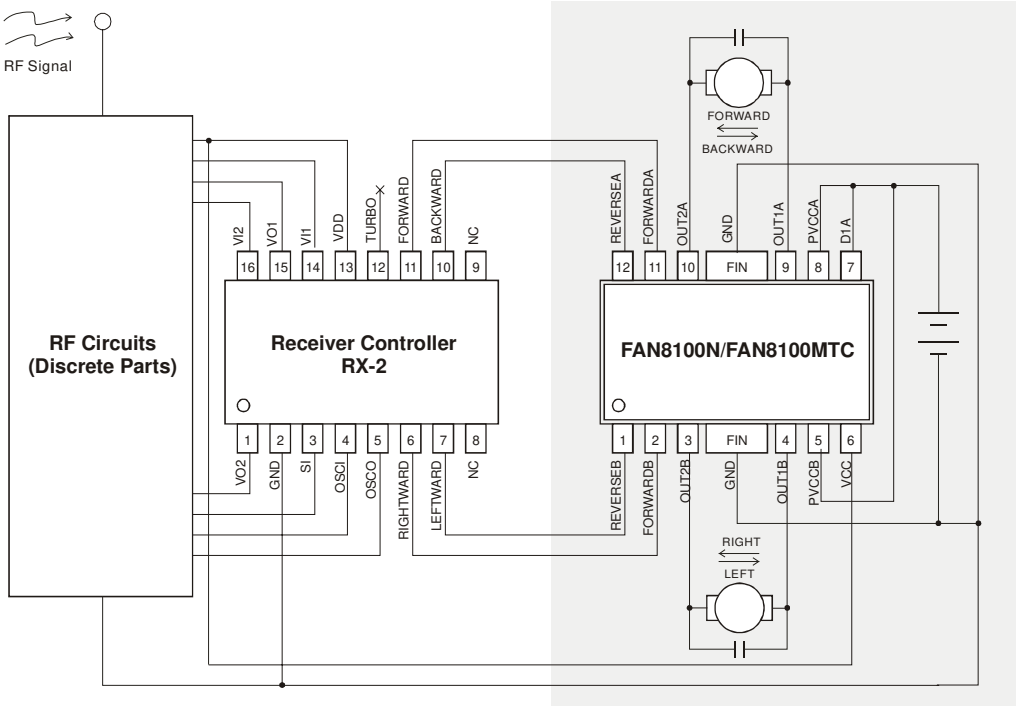 RF Signal
FORWARD
BACKWARD
VI2
VO1
VI1
VDD
TURBO
FORWARD
BACKWARD
NC
REVERSEA
FORWARDA
OUT2A
GND
OUT1A
PVCCA
D1A
16
15
14
13
12
11
10
9
12
11
10
FIN
9
8
7
RF Circuits
(Discrete Parts)
Receiver Controller
RX-2
FAN8100N/FAN8100MTC
1
2
3
4
5
6
7
8
1
2
3
FIN
4
5
6
VO2
GND
SI
OSCI
OSCO
RIGHTWARD
LEFTWARD
NC
REVERSEB
FORWARDB
OUT2B
GND
OUT1B
PVCCB
VCC
RIGHT
LEFT